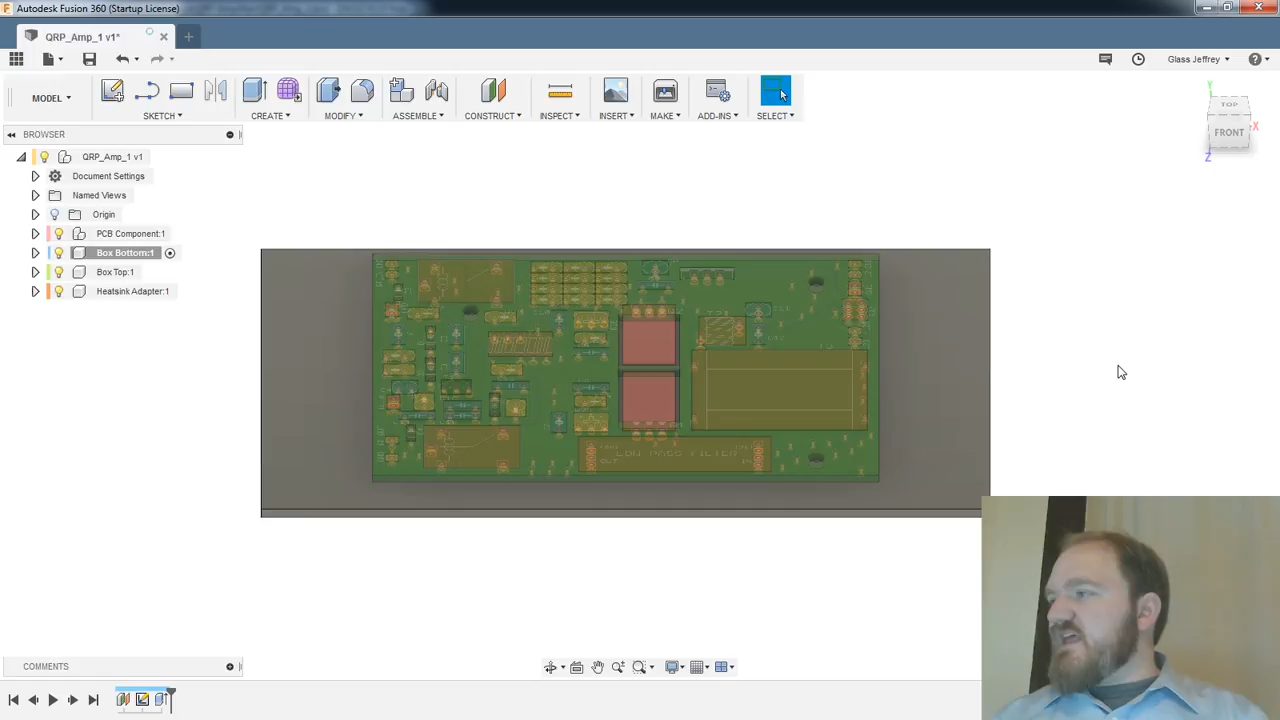 Autodesk Fusion 360 (Startup License)
QRP_Amp_1 v1*
Glass Jeffrey
MODEL
SKETCH
CREATE
MODIFY
ASSEMBLE
CONSTRUCT
INSPECT
INSERT
MAKE
ADD-INS
SELECT
Y
TOP
FRONT
X
Z
BROWSER
QRP_Amp_1 v1
Document Settings
Named Views
Origin
PCB Component:1
Box Bottom:1
Box Top:1
Heatsink Adapter:1
OUT
LOW PASS FILTER
IN
COMMENTS